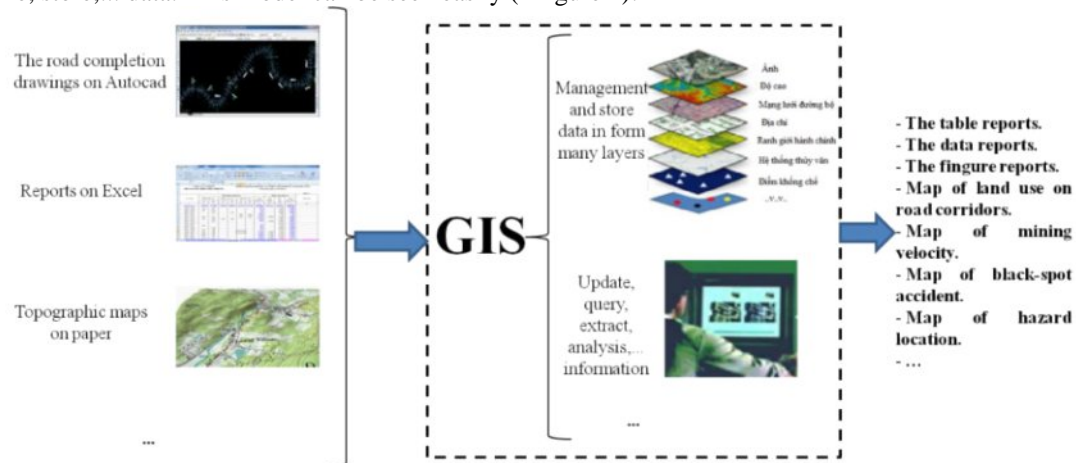 The road completion
drawings on Autocad
Reports on Excel
Topographic maps
on paper
...
GIS
Management
and store
data in form
many layers
Ảnh
Độ cao
Mạng lưới đường bộ
Địa chỉ
Ranh giới hành chính
Hệ thống thủy văn
Điểm khống chế
..v.v..
Update,
query,
extract,
analysis,...
information
...
- The table reports.
- The data reports.
- The fingure reports.
- Map of land use on
road corridors.
- Map of mining
velocity.
- Map of black-spot
accident.
- Map of hazard
location.
- ...